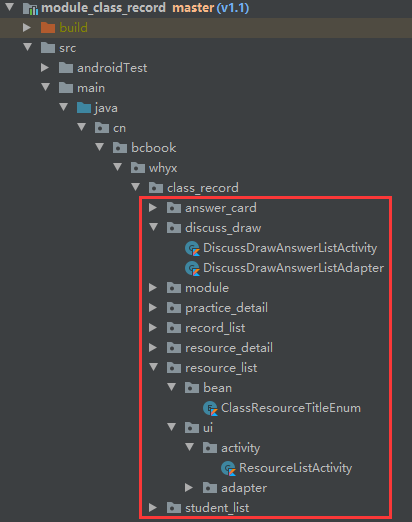 module_class_record master (v1.1)
build
src
androidTest
main
java
cn
bcbook
whyx
class_record
answer_card
discuss_draw
DiscussDrawAnswerListActivity
DiscussDrawAnswerListAdapter
module
practice_detail
record_list
resource_detail
resource_list
bean
ClassResourceTitleEnum
ui
activity
ResourceListActivity
adapter
student_list